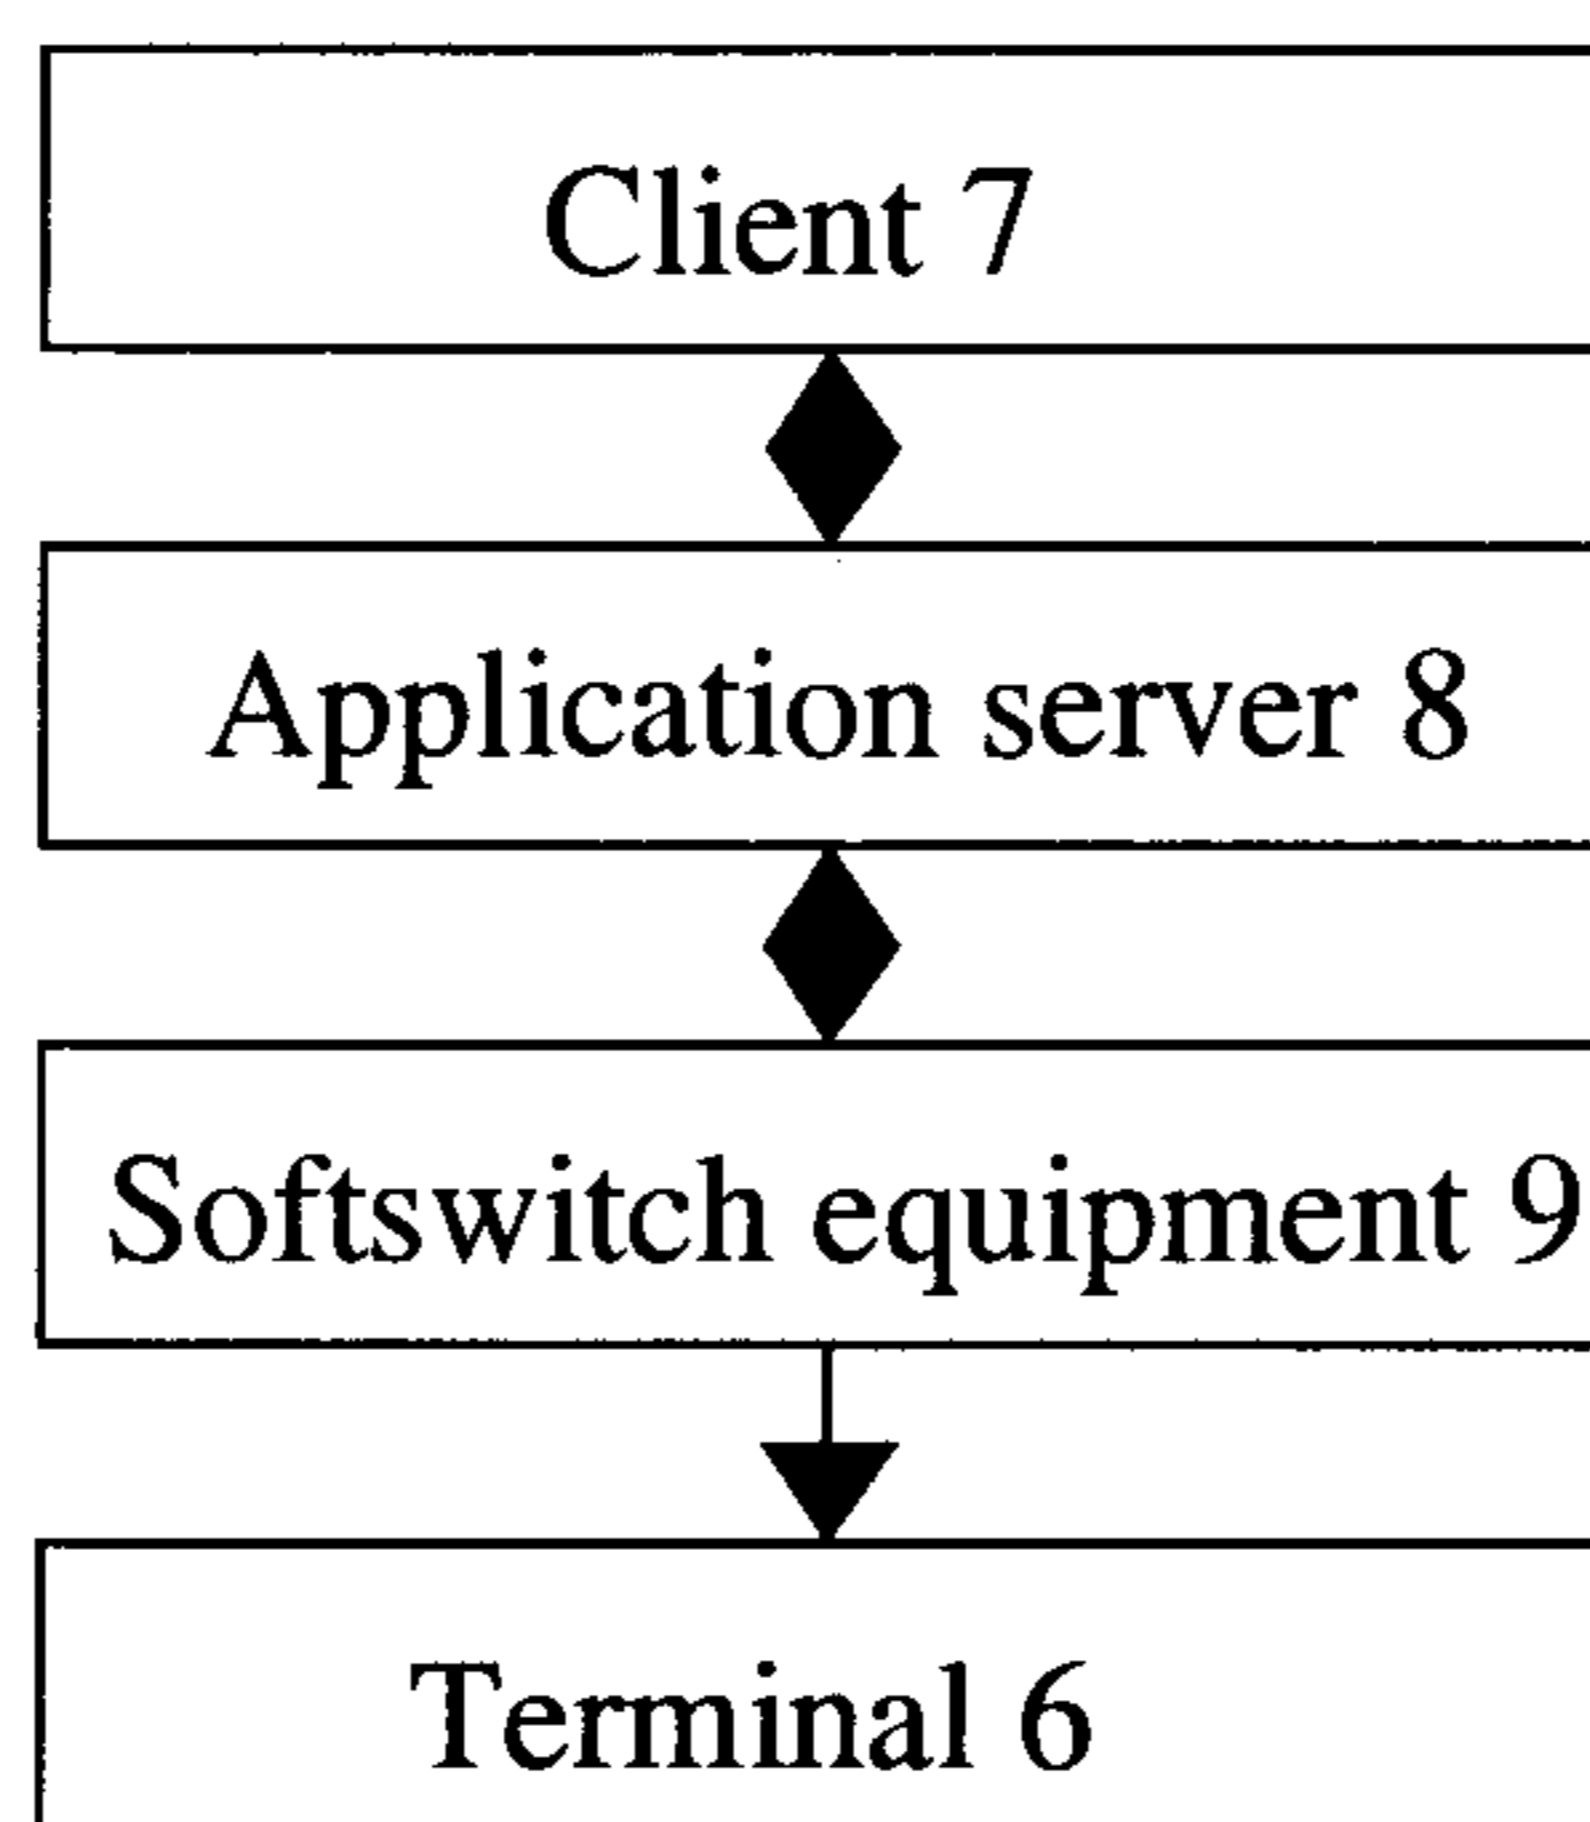 Client 7
Application server 8
Softswitch equipment 9
Terminal 6